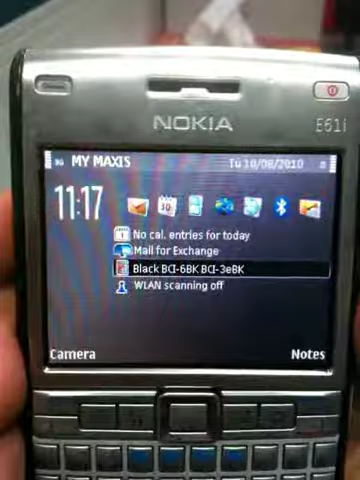 NOKIA
E61i
3G MY MAXIS Tu 10/08/2010
11:17
No cal. entries for today
Mail for Exchange
Black BCI-6BK BCI-3eBK
WLAN scanning off
Camera Notes